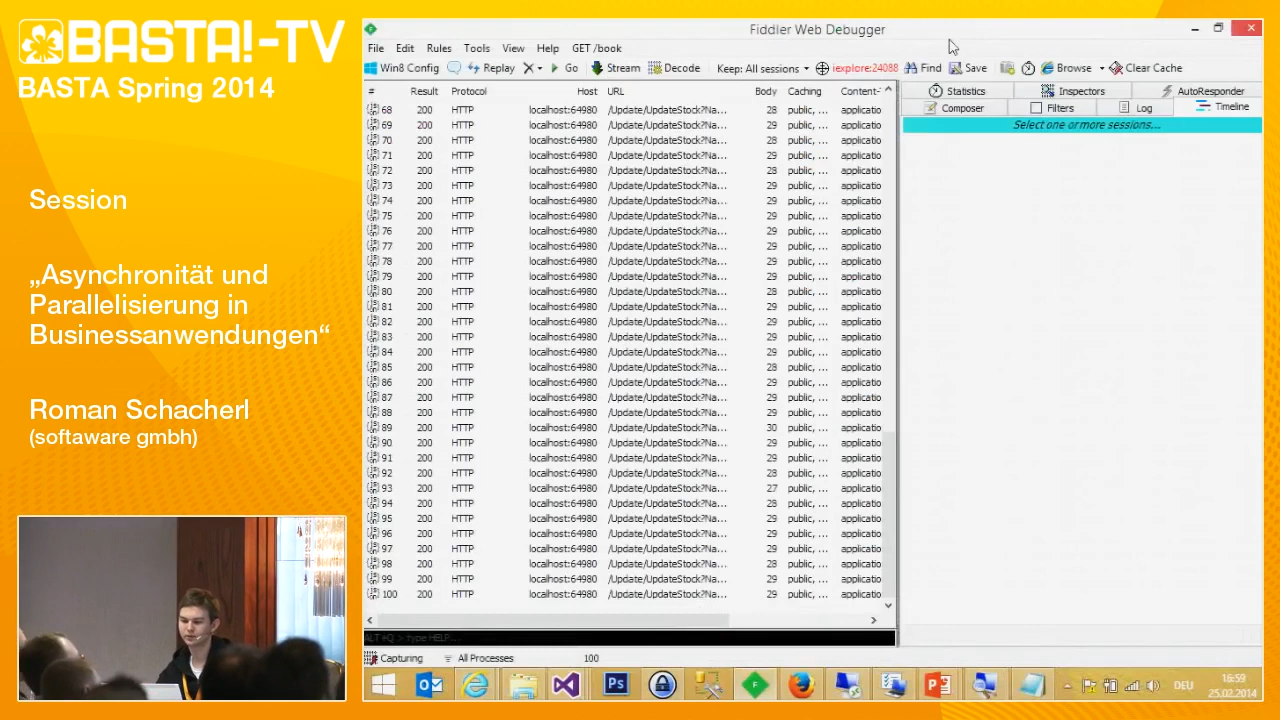 BASTA!-TV
BASTA Spring 2014
Session
„Asynchronität und
Parallelisierung in
Businessanwendungen“
Roman Schacherl
(softaware gmbh)
Fiddler Web Debugger
File Edit Rules Tools View Help GET /book
Win8 Config Replay Go Stream Decode Keep: All sessions iexplore:24088 Find Save Browse Clear Cache
# Result Protocol Host URL Body Caching Content-
68 200 HTTP localhost:64980 /Update/UpdateStock?Na... 28 public, ... applicatio
69 200 HTTP localhost:64980 /Update/UpdateStock?Na... 29 public, ... applicatio
70 200 HTTP localhost:64980 /Update/UpdateStock?Na... 28 public, ... applicatio
71 200 HTTP localhost:64980 /Update/UpdateStock?Na... 29 public, ... applicatio
72 200 HTTP localhost:64980 /Update/UpdateStock?Na... 28 public, ... applicatio
73 200 HTTP localhost:64980 /Update/UpdateStock?Na... 29 public, ... applicatio
74 200 HTTP localhost:64980 /Update/UpdateStock?Na... 29 public, ... applicatio
75 200 HTTP localhost:64980 /Update/UpdateStock?Na... 29 public, ... applicatio
76 200 HTTP localhost:64980 /Update/UpdateStock?Na... 29 public, ... applicatio
77 200 HTTP localhost:64980 /Update/UpdateStock?Na... 29 public, ... applicatio
78 200 HTTP localhost:64980 /Update/UpdateStock?Na... 29 public, ... applicatio
79 200 HTTP localhost:64980 /Update/UpdateStock?Na... 29 public, ... applicatio
80 200 HTTP localhost:64980 /Update/UpdateStock?Na... 28 public, ... applicatio
81 200 HTTP localhost:64980 /Update/UpdateStock?Na... 29 public, ... applicatio
82 200 HTTP localhost:64980 /Update/UpdateStock?Na... 29 public, ... applicatio
83 200 HTTP localhost:64980 /Update/UpdateStock?Na... 29 public, ... applicatio
84 200 HTTP localhost:64980 /Update/UpdateStock?Na... 29 public, ... applicatio
85 200 HTTP localhost:64980 /Update/UpdateStock?Na... 28 public, ... applicatio
86 200 HTTP localhost:64980 /Update/UpdateStock?Na... 29 public, ... applicatio
87 200 HTTP localhost:64980 /Update/UpdateStock?Na... 29 public, ... applicatio
88 200 HTTP localhost:64980 /Update/UpdateStock?Na... 29 public, ... applicatio
89 200 HTTP localhost:64980 /Update/UpdateStock?Na... 30 public, ... applicatio
90 200 HTTP localhost:64980 /Update/UpdateStock?Na... 29 public, ... applicatio
91 200 HTTP localhost:64980 /Update/UpdateStock?Na... 29 public, ... applicatio
92 200 HTTP localhost:64980 /Update/UpdateStock?Na... 28 public, ... applicatio
93 200 HTTP localhost:64980 /Update/UpdateStock?Na... 27 public, ... applicatio
94 200 HTTP localhost:64980 /Update/UpdateStock?Na... 28 public, ... applicatio
95 200 HTTP localhost:64980 /Update/UpdateStock?Na... 29 public, ... applicatio
96 200 HTTP localhost:64980 /Update/UpdateStock?Na... 29 public, ... applicatio
97 200 HTTP localhost:64980 /Update/UpdateStock?Na... 29 public, ... applicatio
98 200 HTTP localhost:64980 /Update/UpdateStock?Na... 28 public, ... applicatio
99 200 HTTP localhost:64980 /Update/UpdateStock?Na... 29 public, ... applicatio
100 200 HTTP localhost:64980 /Update/UpdateStock?Na... 29 public, ... applicatio
Statistics Inspectors AutoResponder
Composer Filters Log Timeline
Select one or more sessions...
ALT+Q > type HELP...
Capturing All Processes 100
Ps
DEU 16:59
25.02.2014